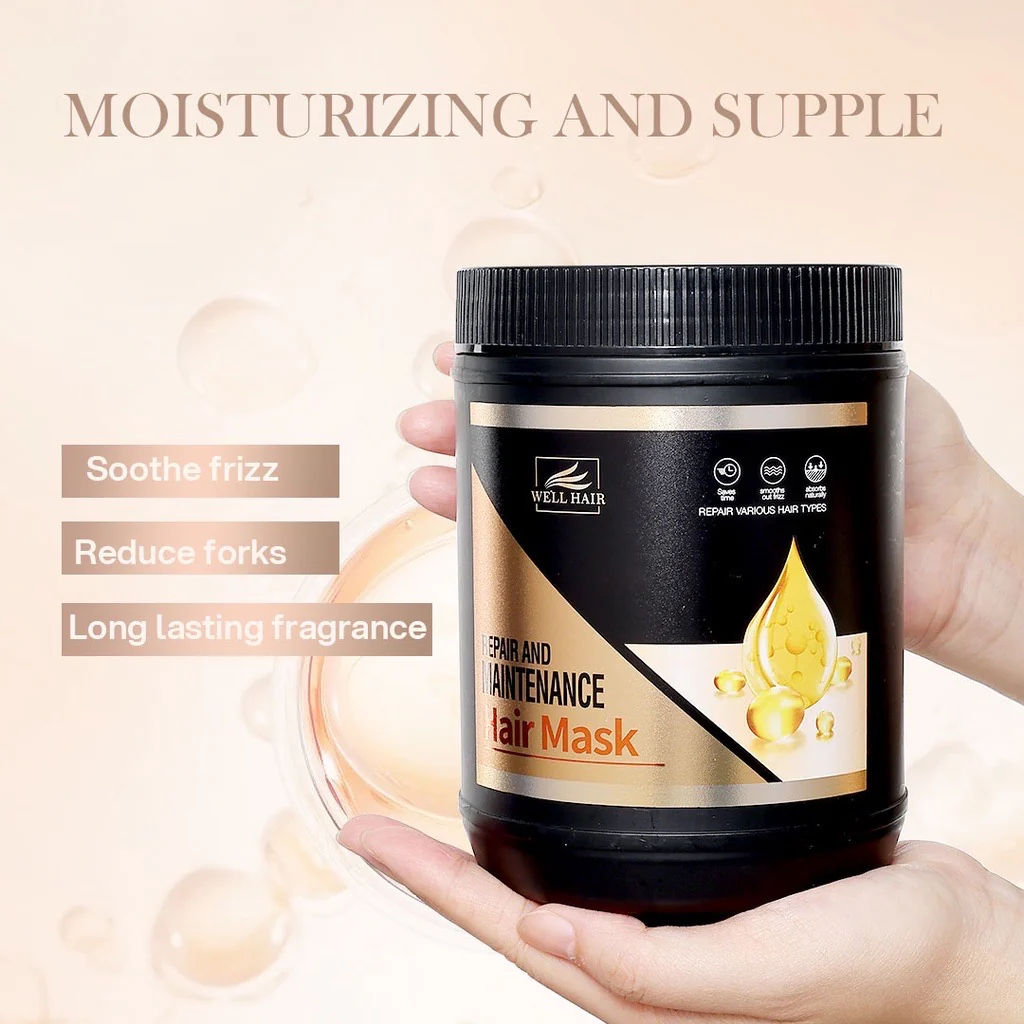 MOISTURIZING AND SUPPLE
Soothe frizz
Reduce forks
Long lasting fragrance
WELL HAIR
Saves
time
smooths
out frizz
absorbs
naturally
REPAIR VARIOUS HAIR TYPES
REPAIR AND
MAINTENANCE
Hair Mask